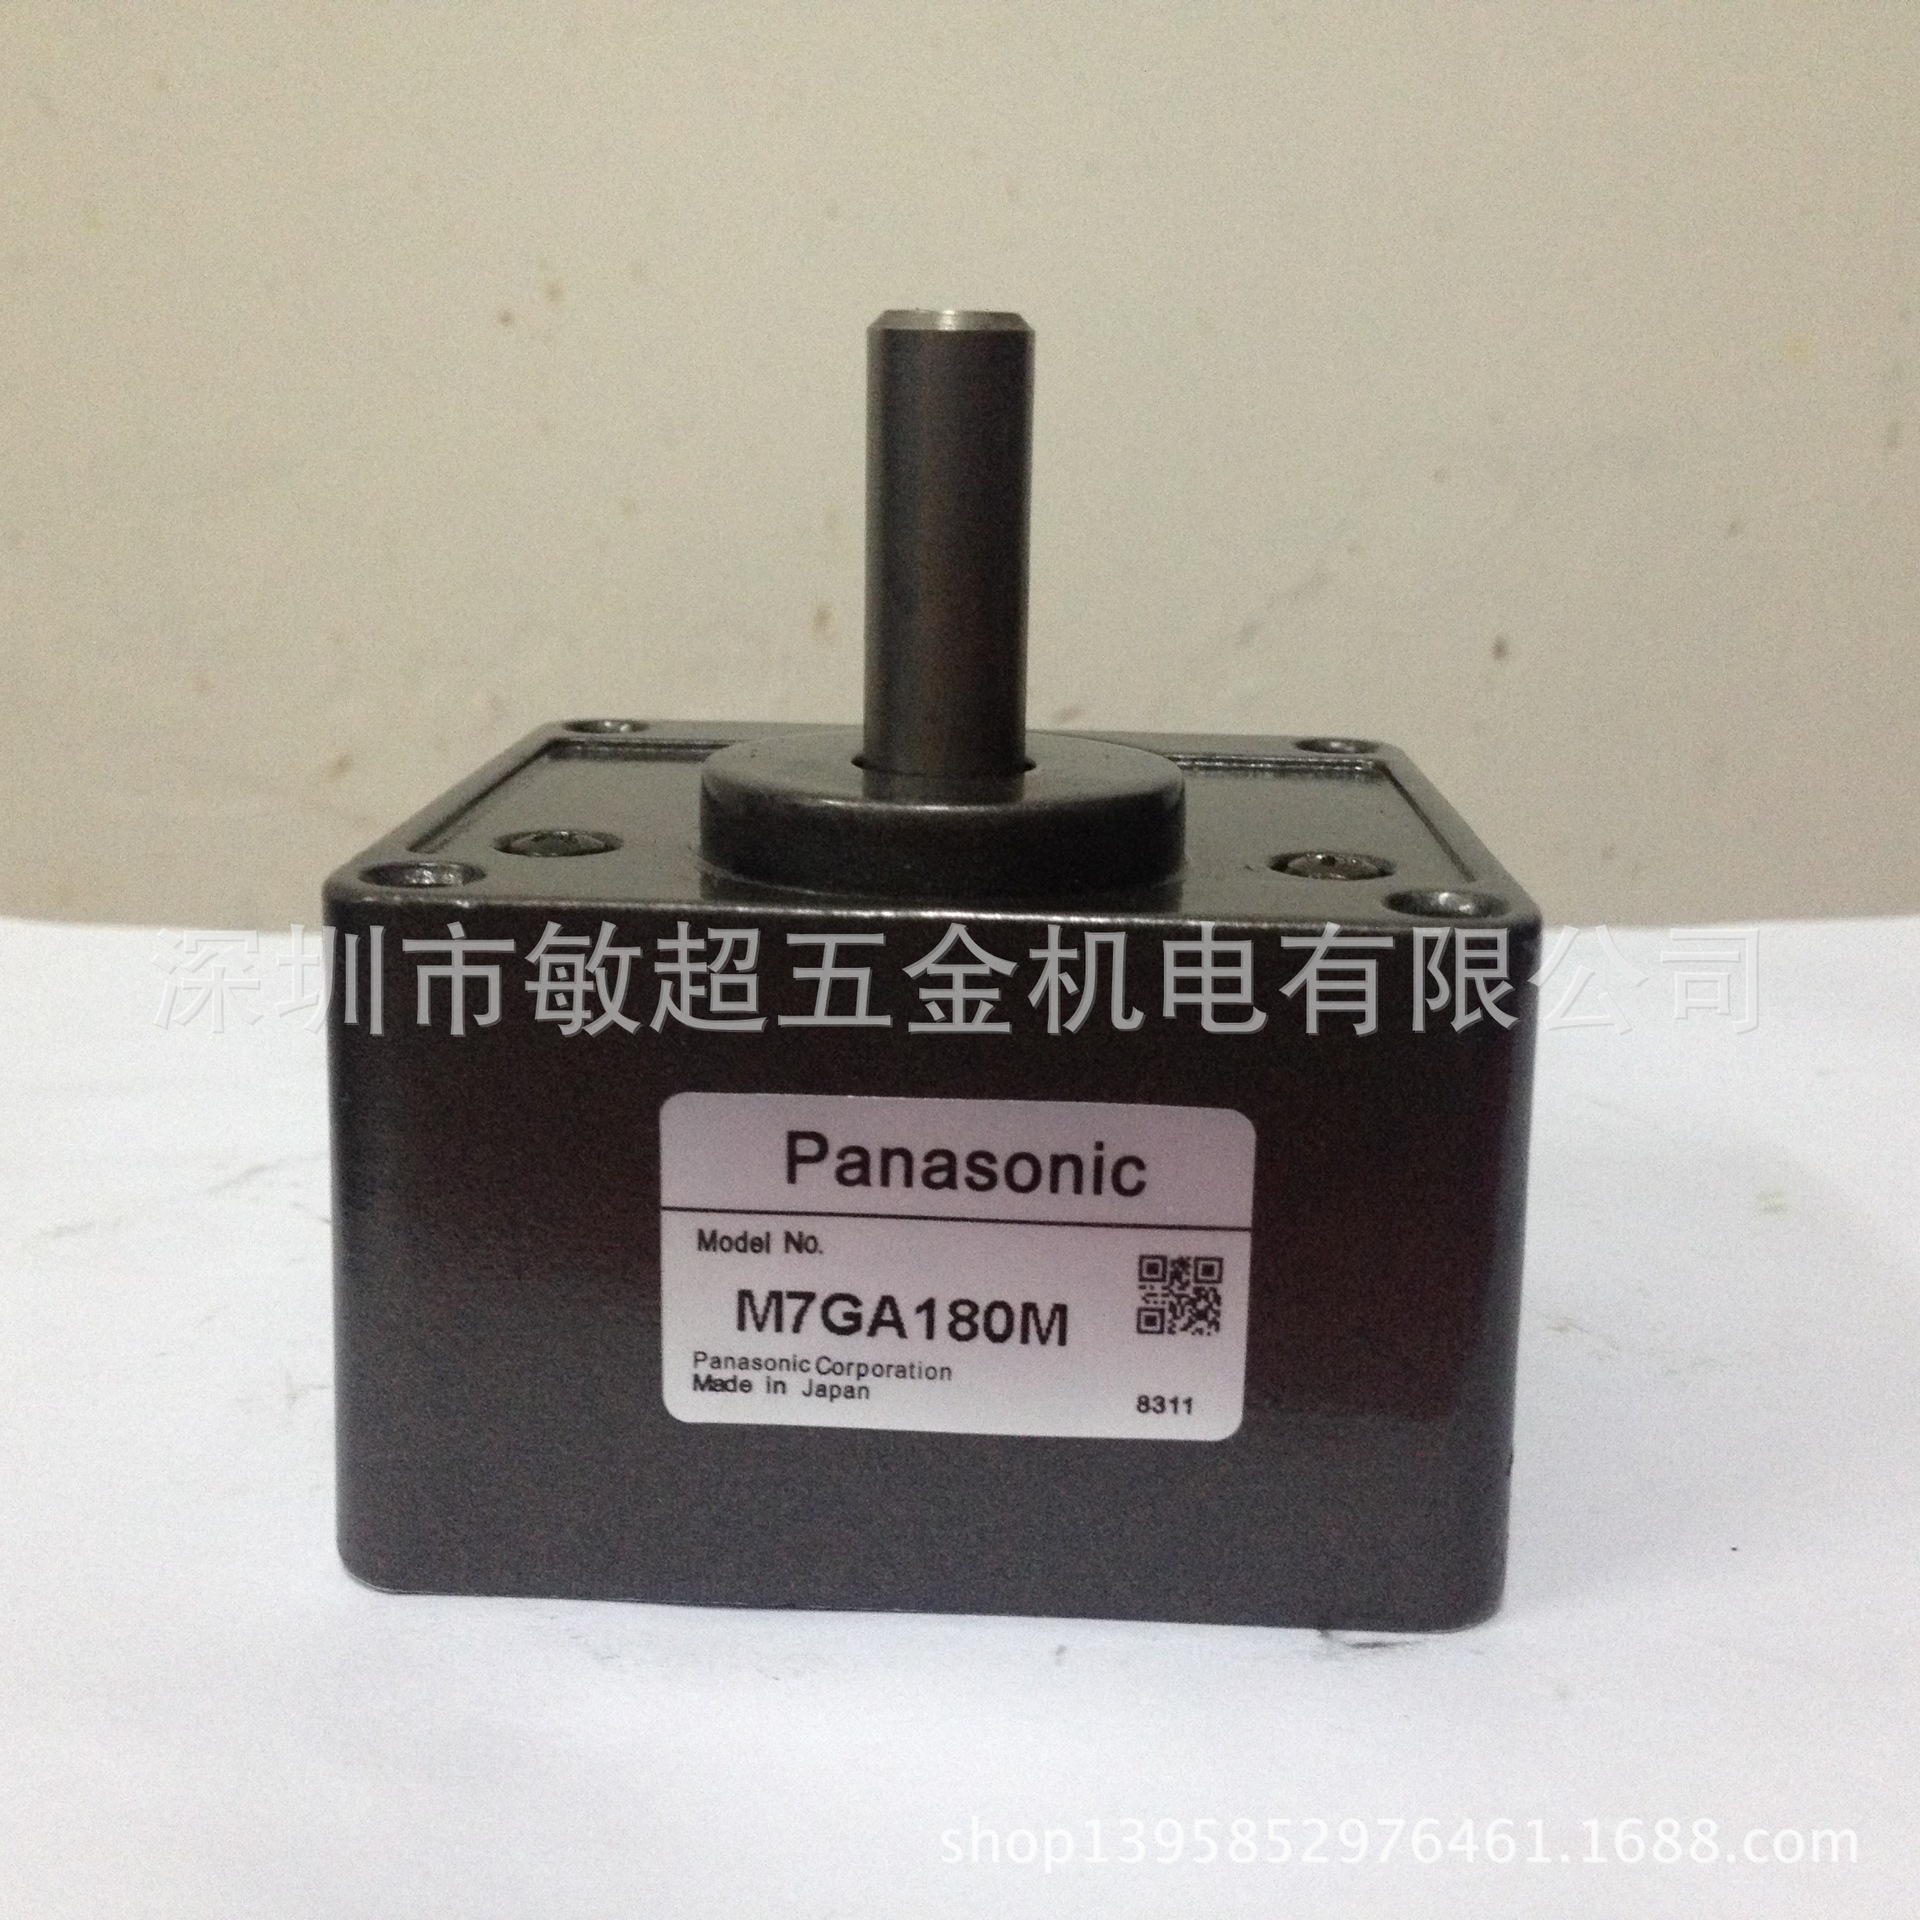 深圳市敏超五金机电有限公司
Panasonic
Model No.
M7GA180M
Panasonic Corporation
Made in Japan
8311
shop1395852976461.1688.com